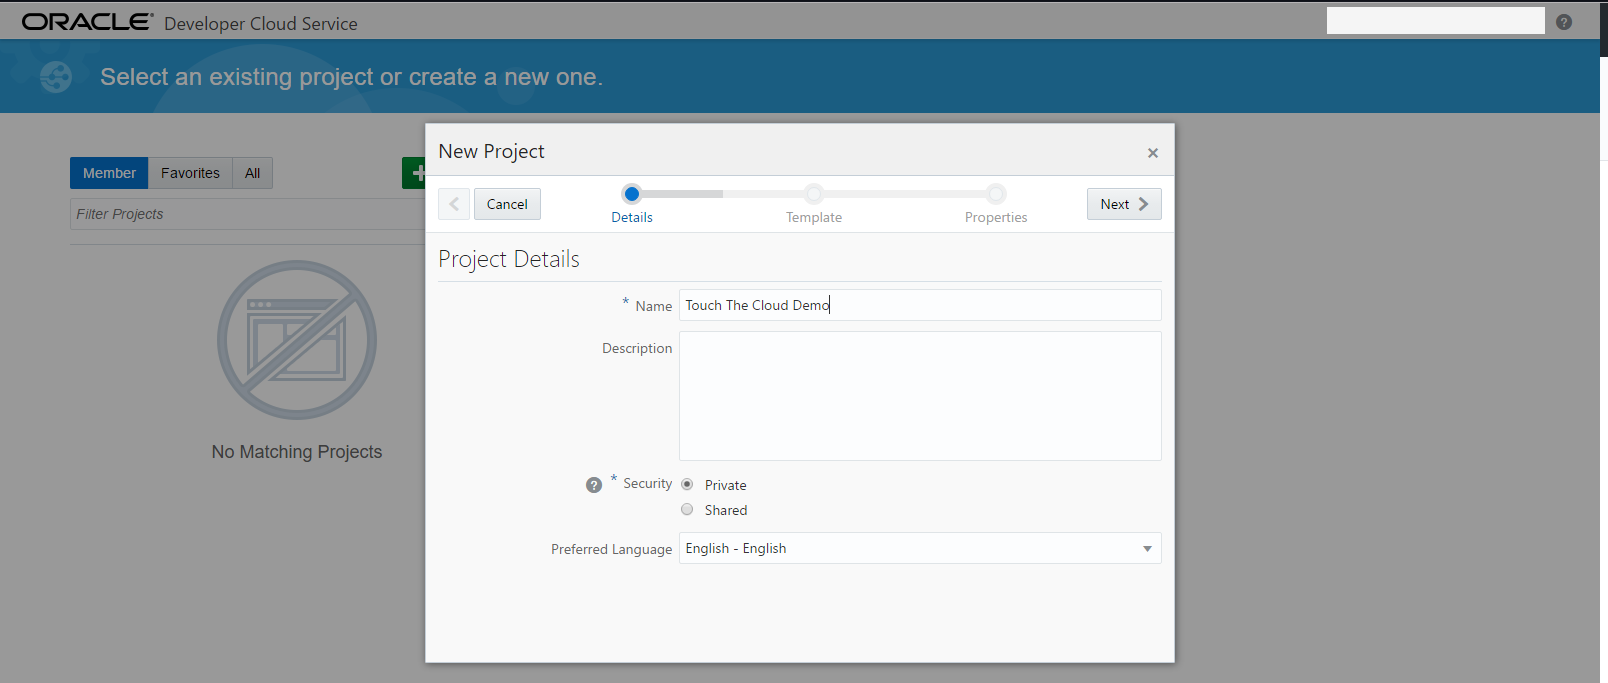 ORACLE® Developer Cloud Service
Select an existing project or create a new one.
Member Favorites All
Filter Projects
No Matching Projects
New Project
Cancel
Details
Template
Properties
Next
Project Details
* Name Touch The Cloud Demo
Description
* Security Private
Shared
Preferred Language English - English